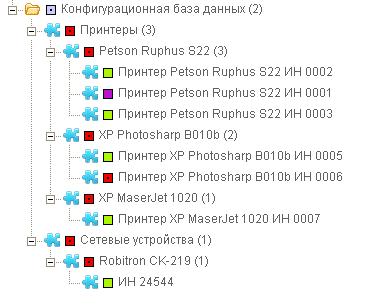 Конфигурационная база данных (2)
Принтеры (3)
Petson Ruphus S22 (3)
Принтер Petson Ruphus S22 ИН 0002
Принтер Petson Ruphus S22 ИН 0001
Принтер Petson Ruphus S22 ИН 0003
XP Photosharp B010b (2)
Принтер XP Photosharp B010b ИН 0005
Принтер XP Photosharp B010b ИН 0006
XP MaserJet 1020 (1)
Принтер XP MaserJet 1020 ИН 0007
Сетевые устройства (1)
Robitron CK-219 (1)
ИН 24544